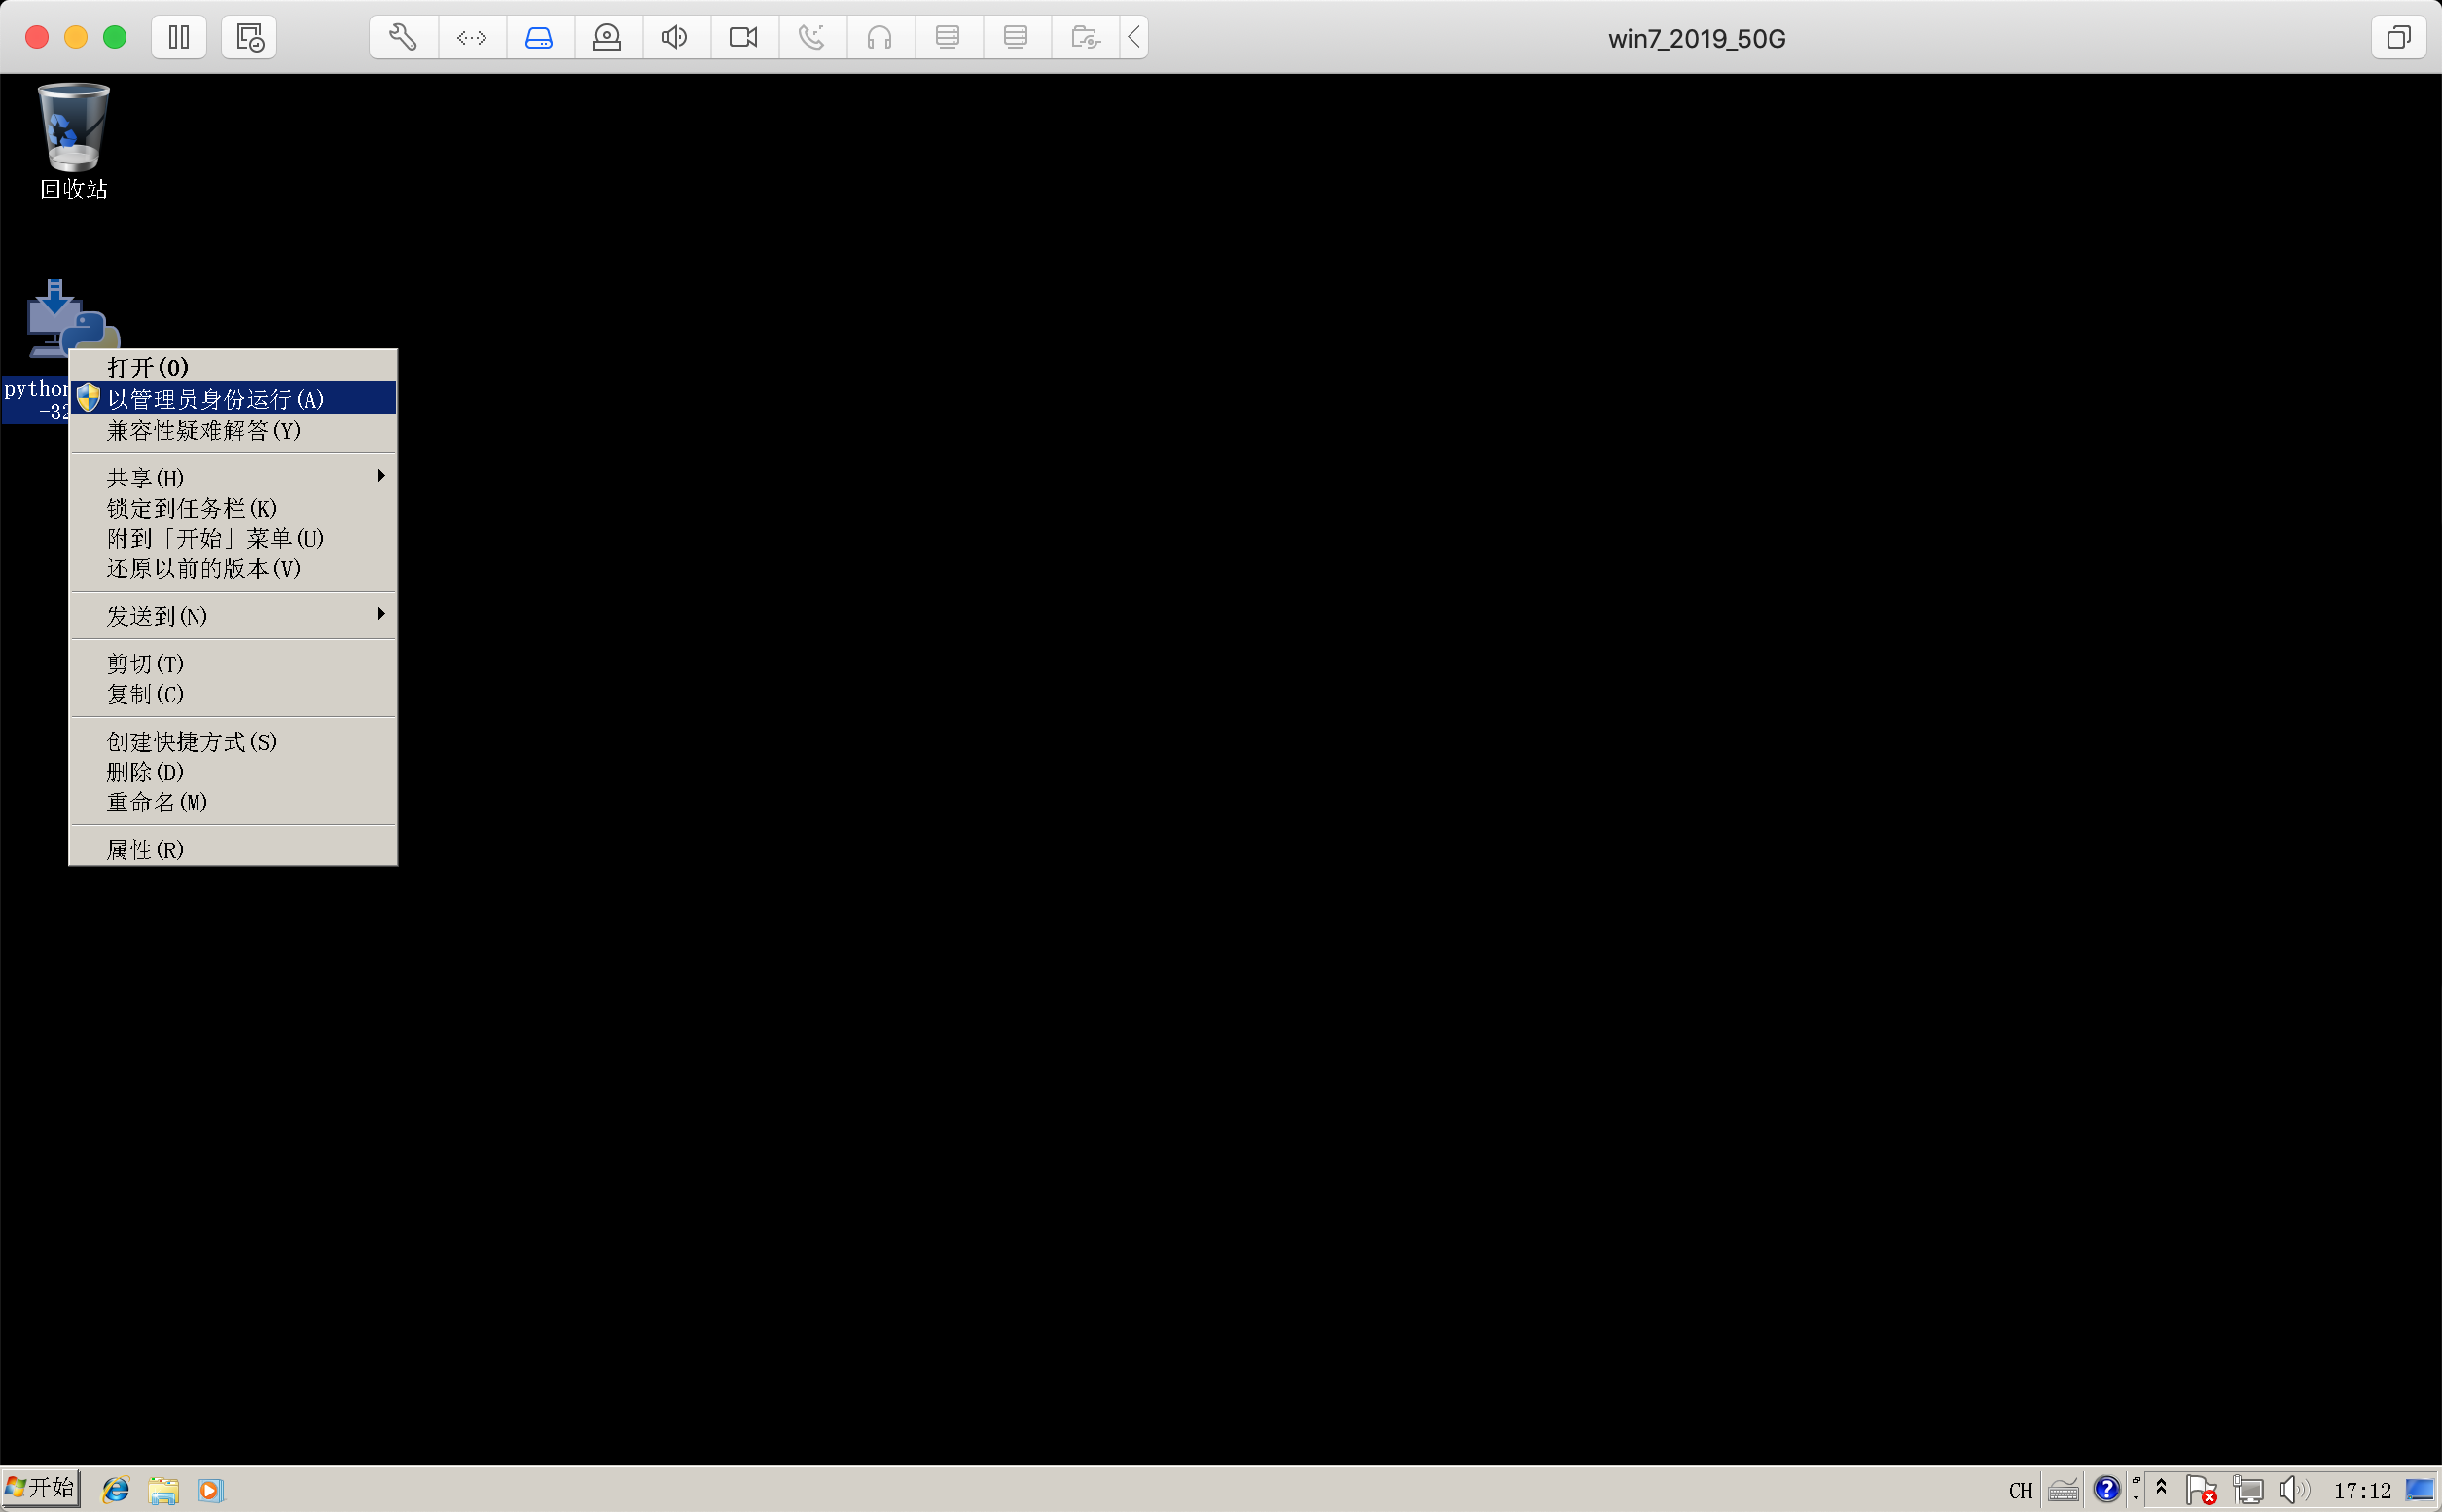 win7_2019_50G
回收站
python
-32
打开(O)
以管理员身份运行(A)
兼容性疑难解答(Y)
共享(H)
锁定到任务栏(K)
附到「开始」菜单(U)
还原以前的版本(V)
发送到(N)
剪切(T)
复制(C)
创建快捷方式(S)
删除(D)
重命名(M)
属性(R)
开始
CH
17:12